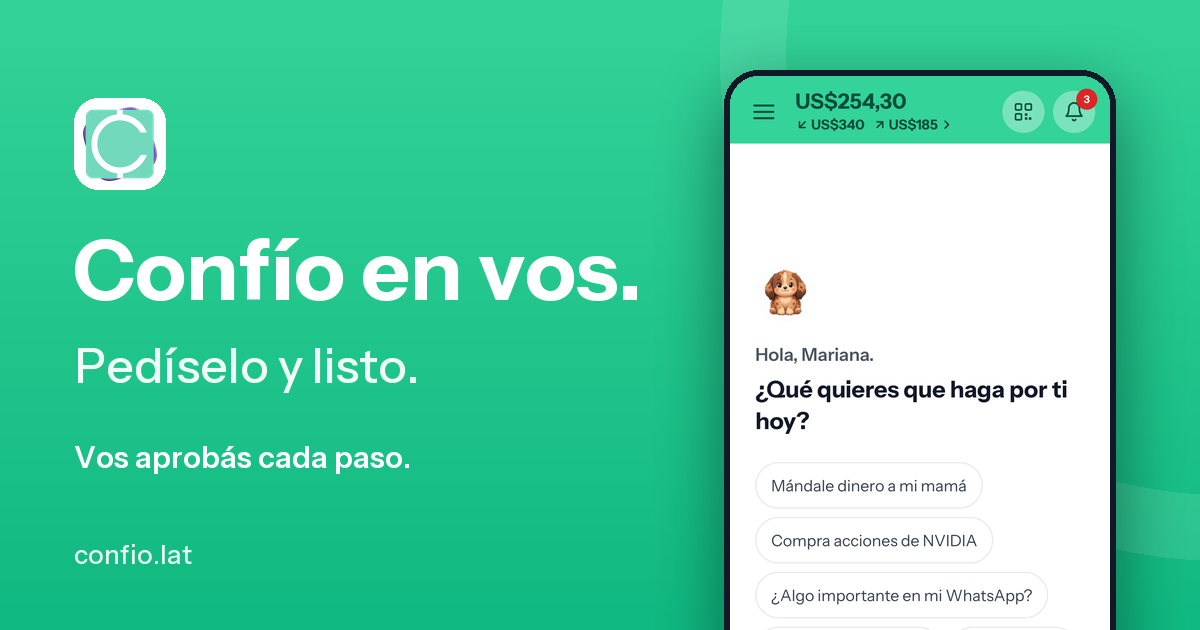 Confío en vos.
Pedíselo y listo.
Vos aprobás cada paso.
confio.lat
US$254,30
↙ US$340 ↗ US$185 >
3
Hola, Mariana.
¿Qué quieres que haga por ti
hoy?
Mándale dinero a mi mamá
Compra acciones de NVIDIA
¿Algo importante en mi WhatsApp?